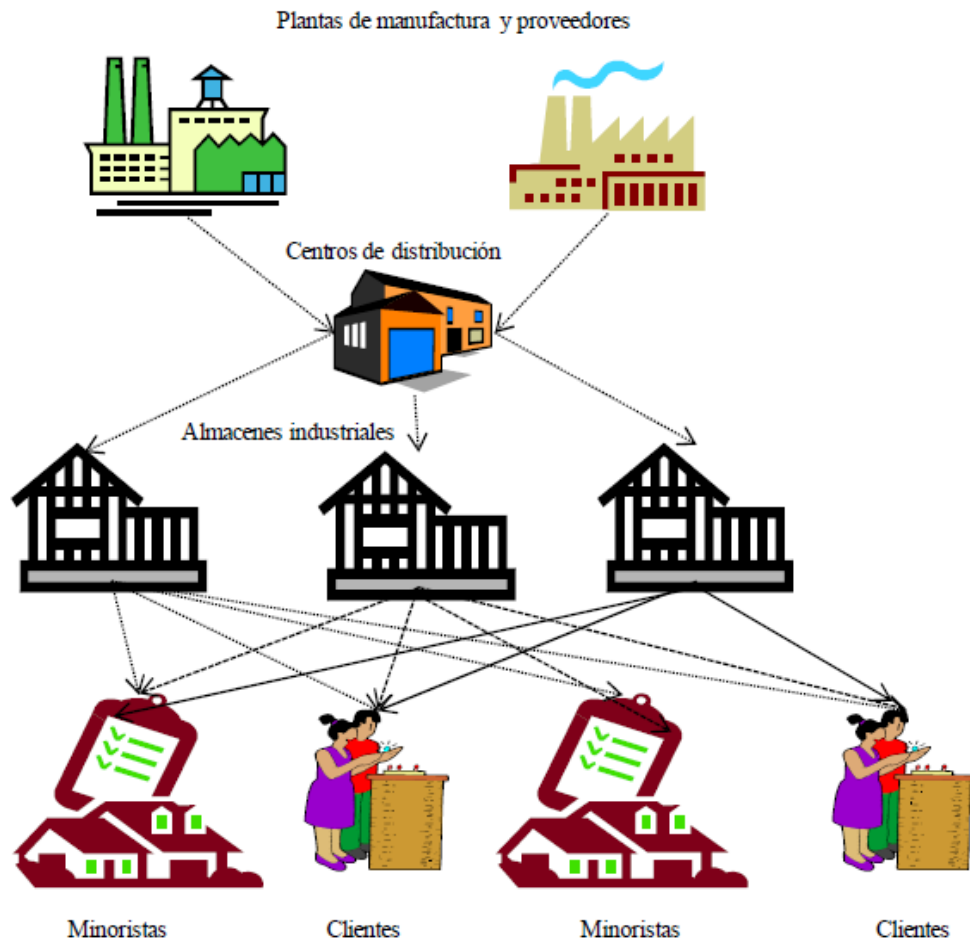 Plantas de manufactura y proveedores
Centros de distribución
Almacenes industriales
Minoristas
Clientes
Minoristas
Clientes